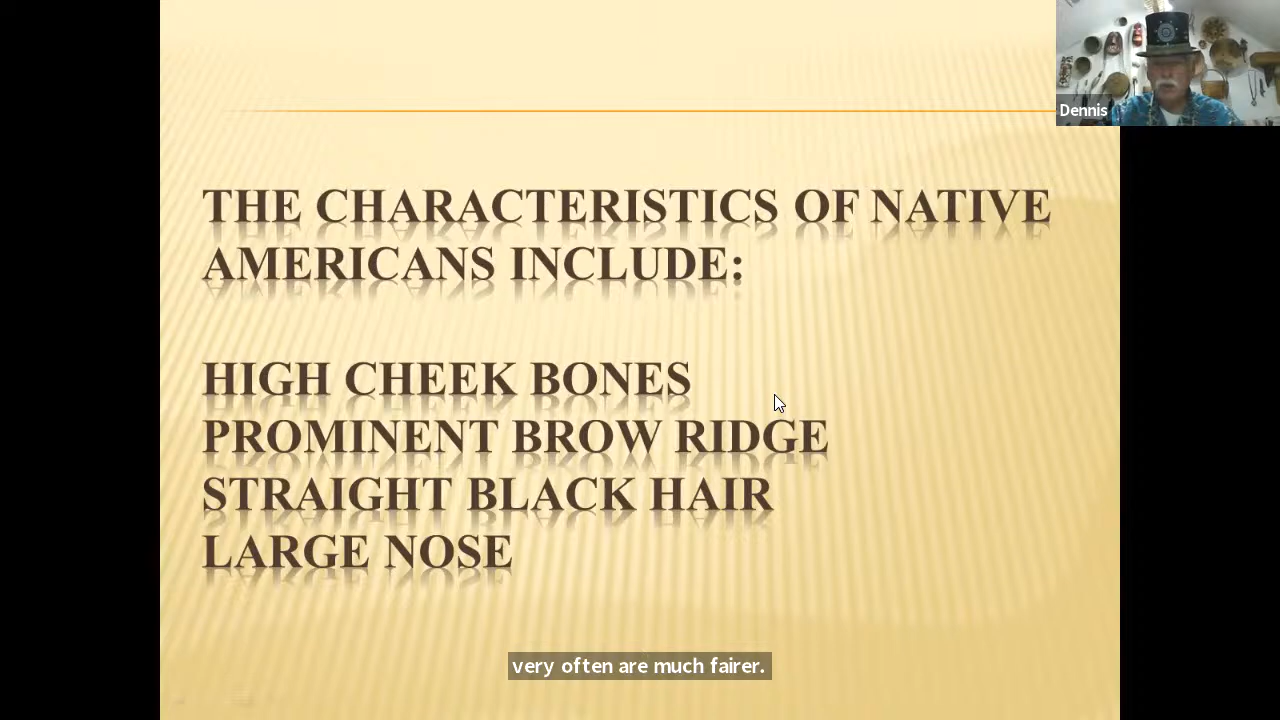 Dennis
THE CHARACTERISTICS OF NATIVE
AMERICANS INCLUDE:
HIGH CHEEK BONES
PROMINENT BROW RIDGE
STRAIGHT BLACK HAIR
LARGE NOSE
very often are much fairer.